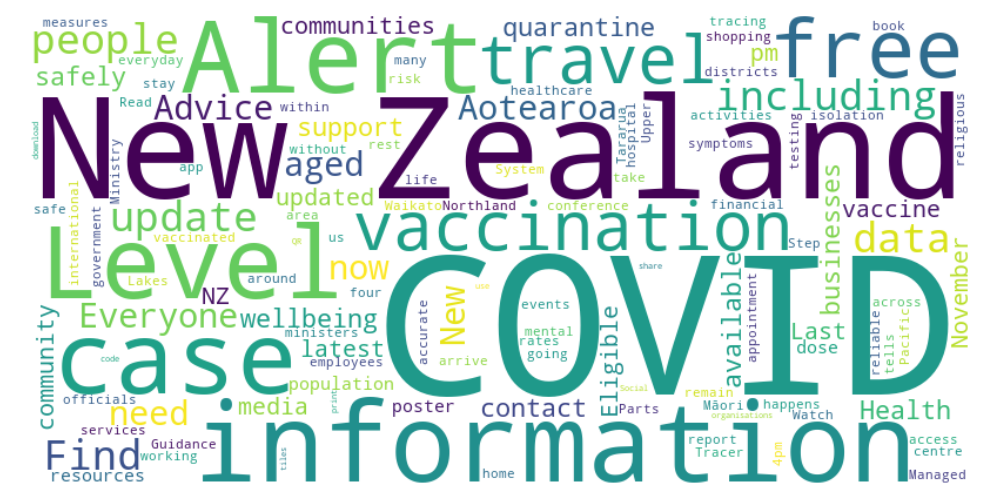 measures
people
everyday
safely
stay
Alert
communities
many
risk
travel
quarantine
healthcare
tracing
shopping
pm
districts
free
book
download
Read
Advice
within
New Zealand
Aotearoa
including
activities
isolation
religious
support
without
rest
aged
app
Ministry
life
System
Tararua
hospital
Upper
take
symptoms
testing
safe
international
government
update
updated
area
Waikato
Northland
conference
financial
vaccine
vaccinated
Level
us
qr
vaccination
Step
data
businesses
November
Lakes
NZ
around
now
four
share
COVID
Everyone
wellbeing
ministers
latest
employees
accurate
New
use
arrive
events
mental
rates
going
Eligible
available
appointment
Last
dose
reliable
tells
Pacific
across
community
case
code
population
print
Social
remain
officials
need
media
poster
contact
Parts
Māori
organisations
happens
Watch
Health
services
Find
Guidance
working
resources
tiles
information
home
report
Tracer
4pm
access
centre
Managed